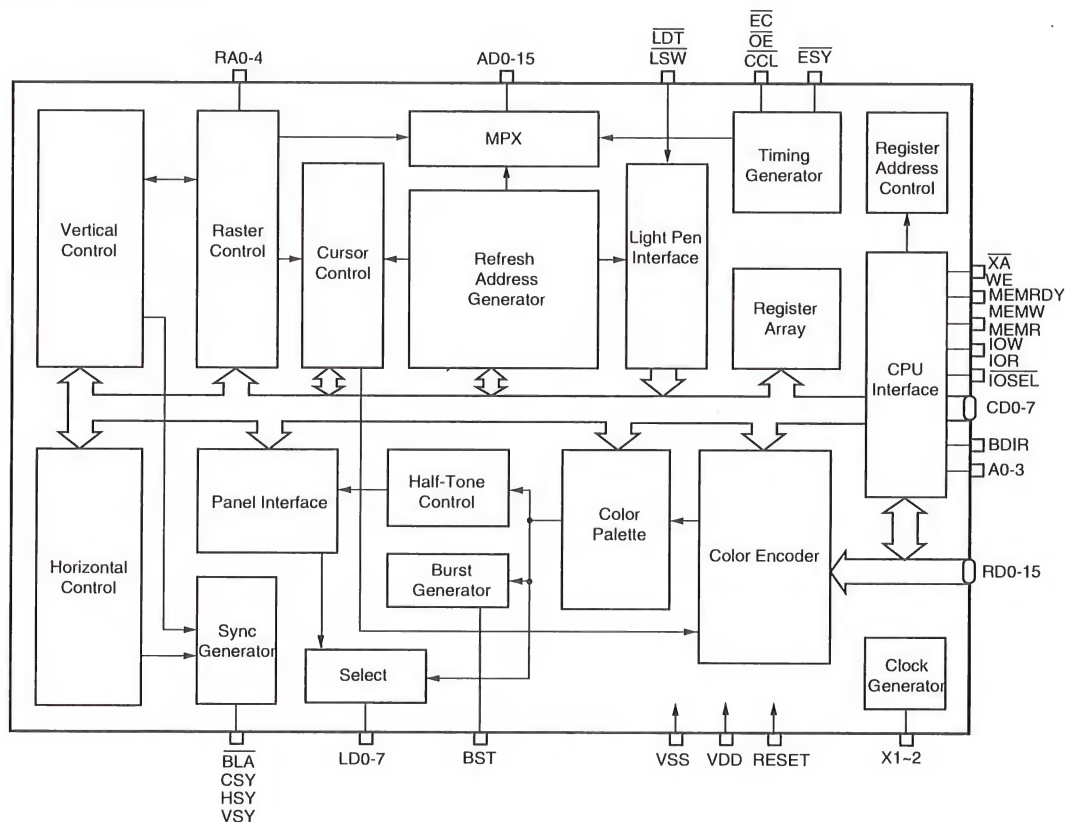 EC
OE
CCL
RA0-4
AD0-15
LDT
LSW
ESY
Vertical
Control
Raster
Control
MPX
Timing
Generator
Register
Address
Control
Cursor
Control
Refresh
Address
Generator
Light Pen
Interface
Register
Array
CPU
Interface
XA
WE
MEMRDY
MEMW
MEMR
IOW
IOR
IOSEL
CD0-7
BDIR
A0-3
RD0-15
Horizontal
Control
Panel Interface
Half-Tone
Control
Color
Palette
Color Encoder
Burst
Generator
Sync
Generator
Select
Clock
Generator
BLA
CSY
HSY
VSY
LD0-7
BST
VSS
VDD
RESET
X1~2